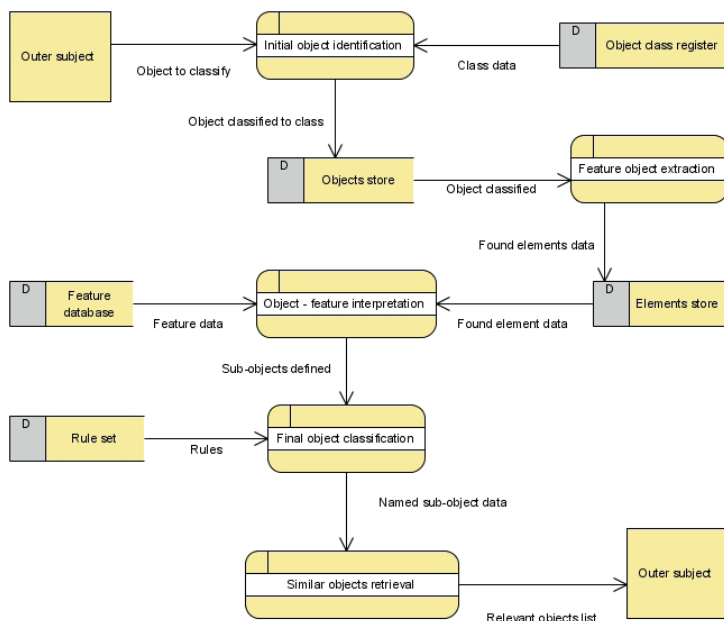 D
Outer subject
Initial object identification
Object class register
Object to classify
Class data
Object classified to class
D
Objects store
Object classified
Feature object extraction
Found elements data
D
Feature
database
Feature data
Object - feature interpretation
D
Elements store
Found element data
Sub-objects defined
D
Rule set
Rules
Final object classification
Named sub-object data
Similar objects retrieval
Outer subject
Relevant objects list